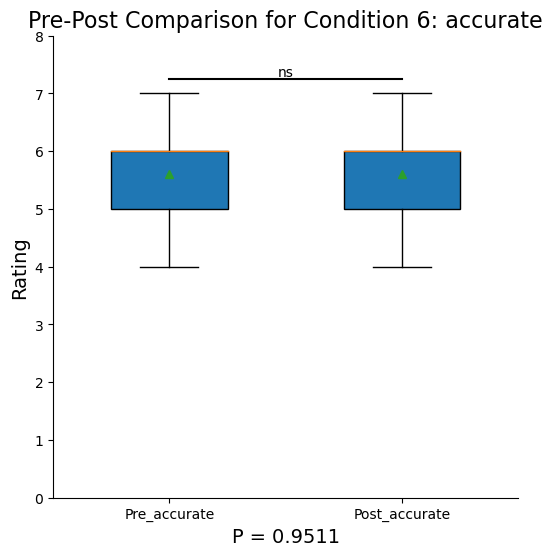 Pre-Post Comparison for Condition 6: accurate
8
7
6
5
4
3
2
1
0
Rating
ns
Pre_accurate
Post_accurate
P = 0.9511